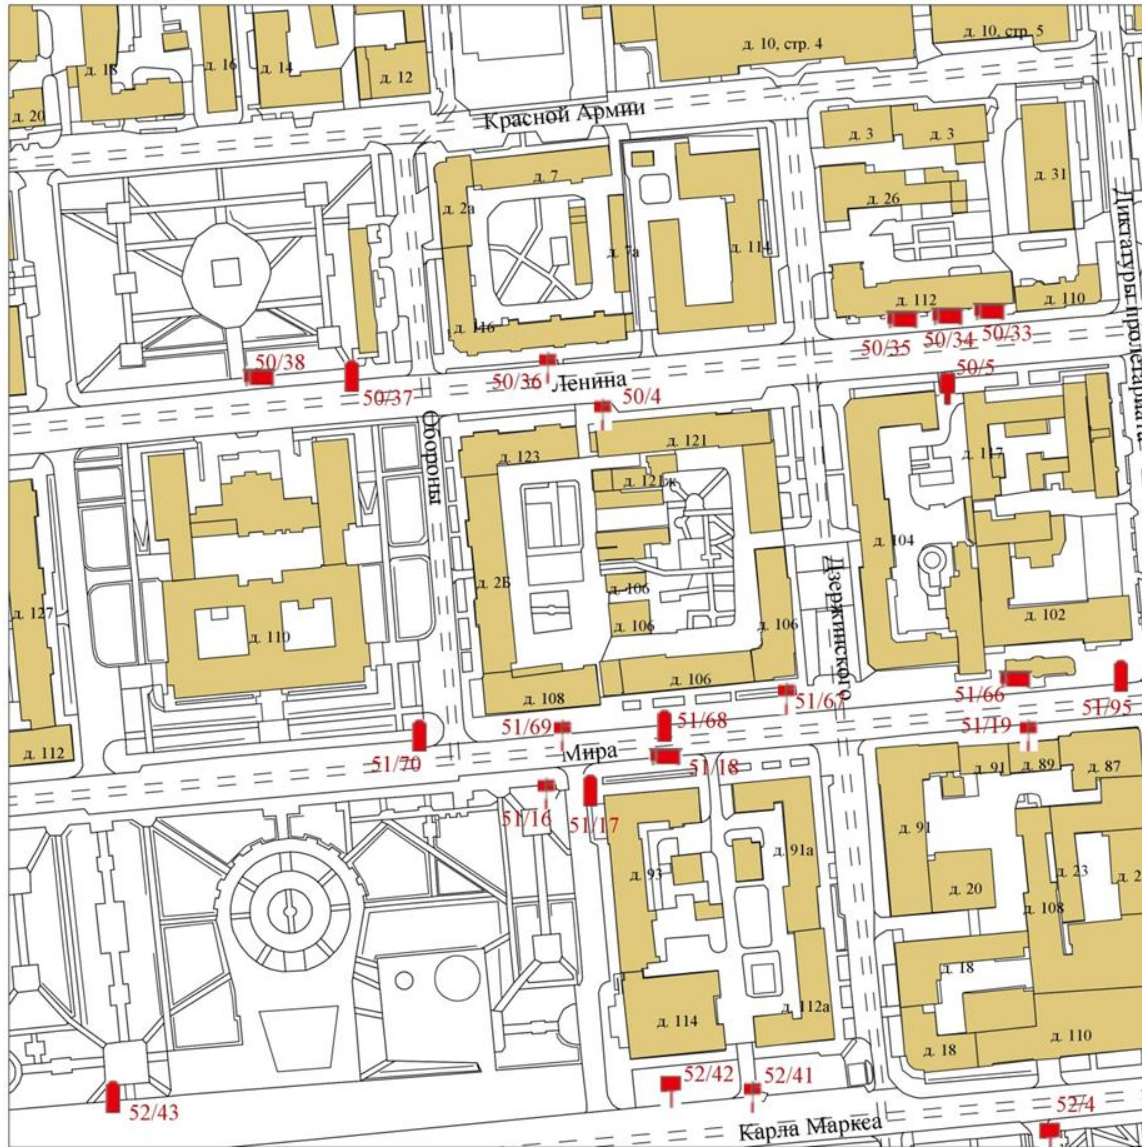 д. 10, стр. 4
д. 10, стр. 5
д. 18
д. 16
д. 14
д. 12
д. 20
Красной Армии
д. 3
д. 3
д. 7
д. 2а
д. 7а
д. 114
д. 26
д. 31
Диктатуры пролетариата
д. 116
д. 112
д. 110
50/35
50/34
50/33
50/38
50/37
50/36
Ленина
50/4
50/5
Обороны
д. 123
д. 121
д. 117
д. 121ж
д. 104
д. 2Б
д. 106
д. 106
д. 106
Дзержинского
д. 127
д. 110
д. 102
д. 106
д. 108
51/67
51/66
51/95
51/69
51/68
51/19
51/70
Мира
51/18
д. 112
д. 91
д. 89
д. 87
51/16
51/17
д. 91
д. 91а
д. 93
д. 20
д. 23
д. 2
д. 108
д. 18
д. 112а
д. 114
д. 18
д. 110
52/42
52/41
52/43
52/4
Карла Маркса